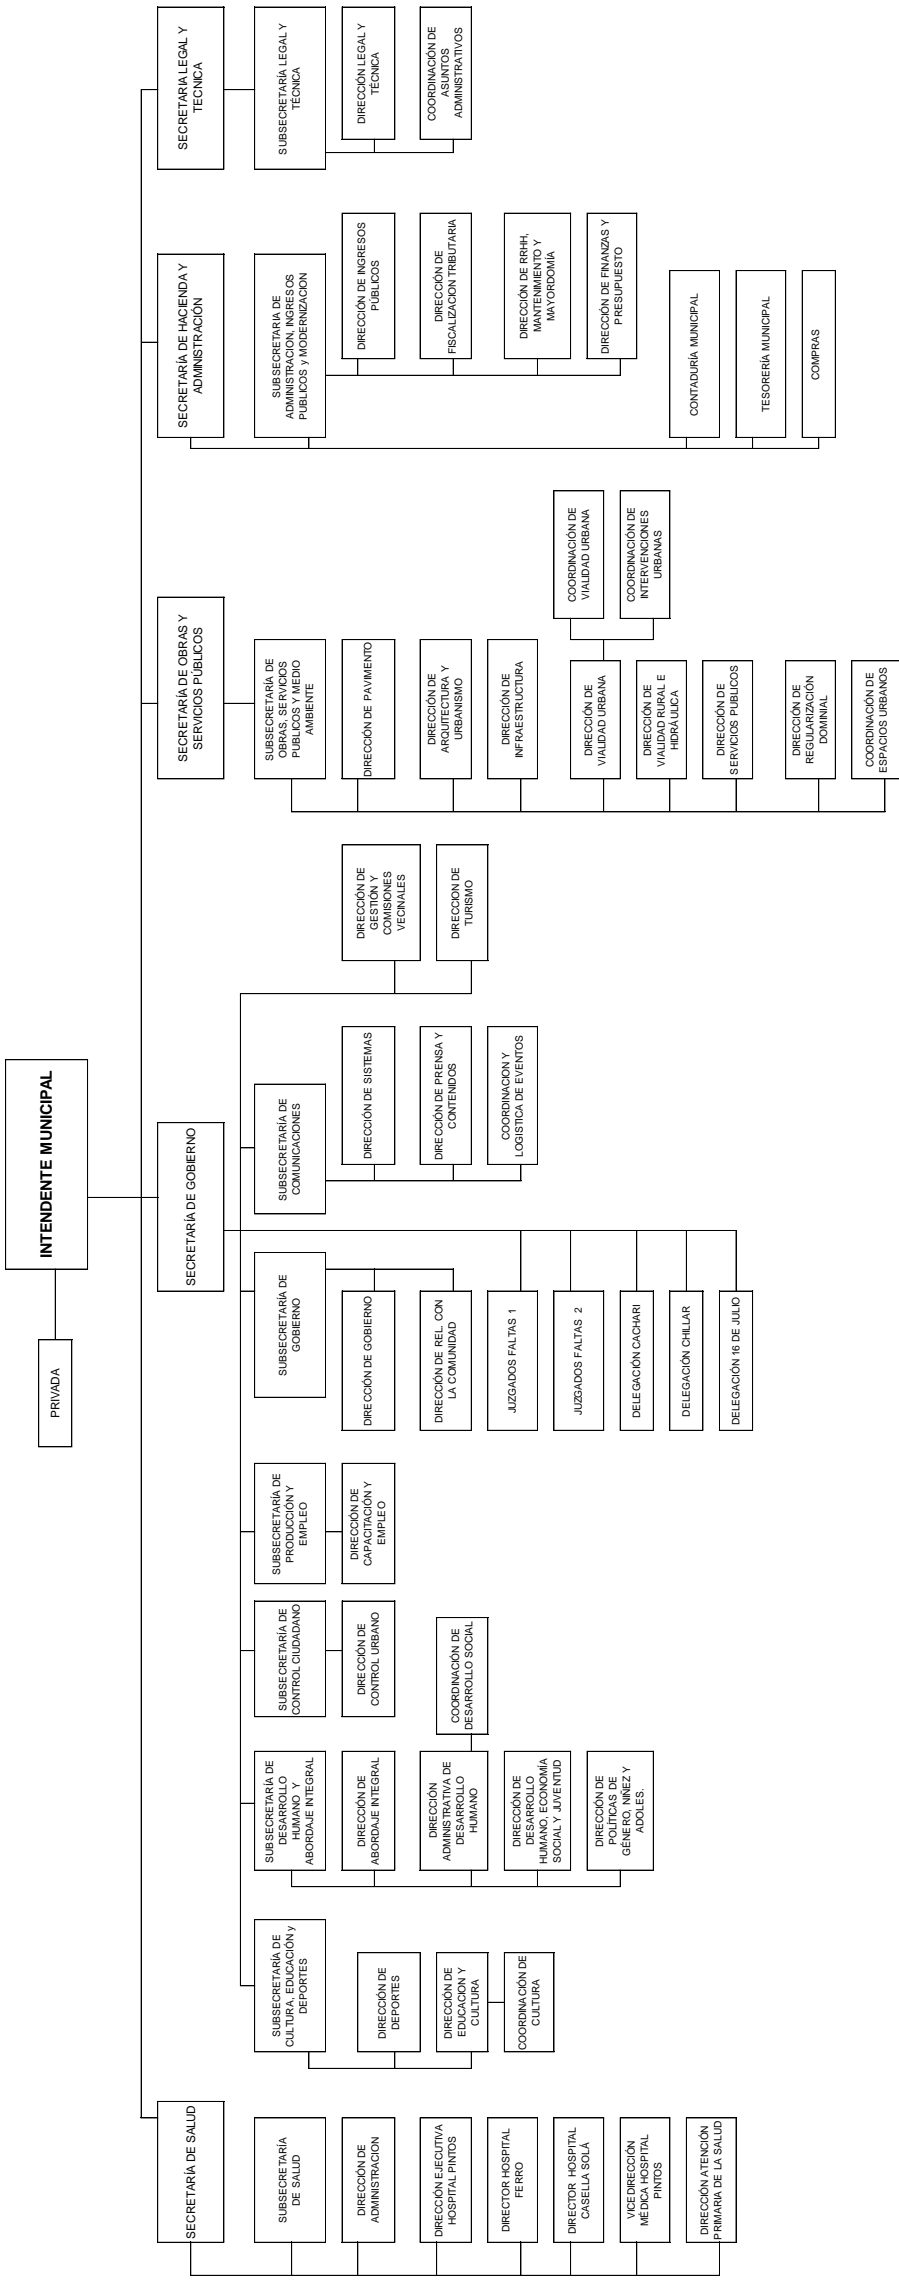 INTENDENTE MUNICIPAL
PRIVADA
SECRETARÍA DE SALUD
SUBSECRETARÍA
DE SALUD
DIRECCIÓN DE
ADMINISTRACION
DIRECCIÓN EJECUTIVA
HOSPITAL PINTOS
DIRECTOR HOSPITAL
FERRO
DIRECTOR HOSPITAL
CASELLA SOLÁ
VICEDIRECCIÓN
MÉDICA HOSPITAL
PINTOS
DIRECCIÓN ATENCIÓN
PRIMARIA DE LA SALUD
SECRETARÍA DE GOBIERNO
SUBSECRETARÍA DE
CULTURA, EDUCACIÓN y
DEPORTES
DIRECCIÓN DE
DEPORTES
DIRECCIÓN DE
EDUCACION Y
CULTURA
COORDINACIÓN DE
CULTURA
SUBSECRETARÍA DE
DESARROLLO
HUMANO Y
ABORDAJE INTEGRAL
DIRECCIÓN DE
ABORDAJE INTEGRAL
DIRECCIÓN
ADMINISTRATIVA DE
DESARROLLO
HUMANO
COORDINACIÓN DE
DESARROLLO SOCIAL
DIRECCIÓN DE
DESARROLLO
HUMANO, ECONOMÍA
SOCIAL Y JUVENTUD
DIRECCIÓN DE
POLÍTICAS DE
GÉNERO, NIÑEZ Y
ADOLES.
SUBSECRETARÍA DE
CONTROL CIUDADANO
DIRECCIÓN DE
CONTROL URBANO
SUBSECRETARÍA DE
PRODUCCIÓN Y
EMPLEO
DIRECCIÓN DE
CAPACITACIÓN Y
EMPLEO
SUBSECRETARÍA DE
GOBIERNO
DIRECCIÓN DE GOBIERNO
DIRECCIÓN DE REL. CON
LA COMUNIDAD
JUZGADOS FALTAS 1
JUZGADOS FALTAS 2
DELEGACIÓN CACHARI
DELEGACIÓN CHILLAR
DELEGACIÓN 16 DE JULIO
SUBSECRETARÍA DE
COMUNICACIONES
DIRECCIÓN DE SISTEMAS
DIRECCIÓN DE PRENSA Y
CONTENIDOS
COORDINACION Y
LOGISTICA DE EVENTOS
DIRECCIÓN DE
GESTIÓN Y
COMISIONES
VECINALES
DIRECCION DE
TURISMO
SECRETARÍA DE OBRAS Y
SERVICIOS PÚBLICOS
SUBSECRETARÍA DE
OBRAS, SERVICIOS
PÚBLICOS Y MEDIO
AMBIENTE
DIRECCIÓN DE PAVIMENTO
DIRECCIÓN DE
ARQUITECTURA Y
URBANISMO
DIRECCIÓN DE
INFRAESTRUCTURA
DIRECCIÓN DE
VIALIDAD URBANA
COORDINACIÓN DE
VIALIDAD URBANA
COORDINACIÓN DE
INTERVENCIONES
URBANAS
DIRECCIÓN DE
VIALIDAD RURAL E
HIDRÁULICA
DIRECCIÓN DE
SERVICIOS PUBLICOS
DIRECCIÓN DE
REGULARIZACIÓN
DOMINIAL
COORDINACIÓN DE
ESPACIOS URBANOS
SECRETARÍA DE HACIENDA Y
ADMINISTRACIÓN
SUBSECRETARIA DE
ADMINISTRACION, INGRESOS
PUBLICOS y MODERNIZACION
DIRECCIÓN DE INGRESOS
PÚBLICOS
DIRECCIÓN DE
FISCALIZACION TRIBUTARIA
DIRECCIÓN DE RRHH,
MANTENIMIENTO Y
MAYORDOMÍA
DIRECCIÓN DE FINANZAS Y
PRESUPUESTO
CONTADURÍA MUNICIPAL
TESORERÍA MUNICIPAL
COMPRAS
SECRETARIA LEGAL Y
TECNICA
SUBSECRETARÍA LEGAL Y
TÉCNICA
DIRECCIÓN LEGAL Y
TÉCNICA
COORDINACIÓN DE
ASUNTOS
ADMINISTRATIVOS